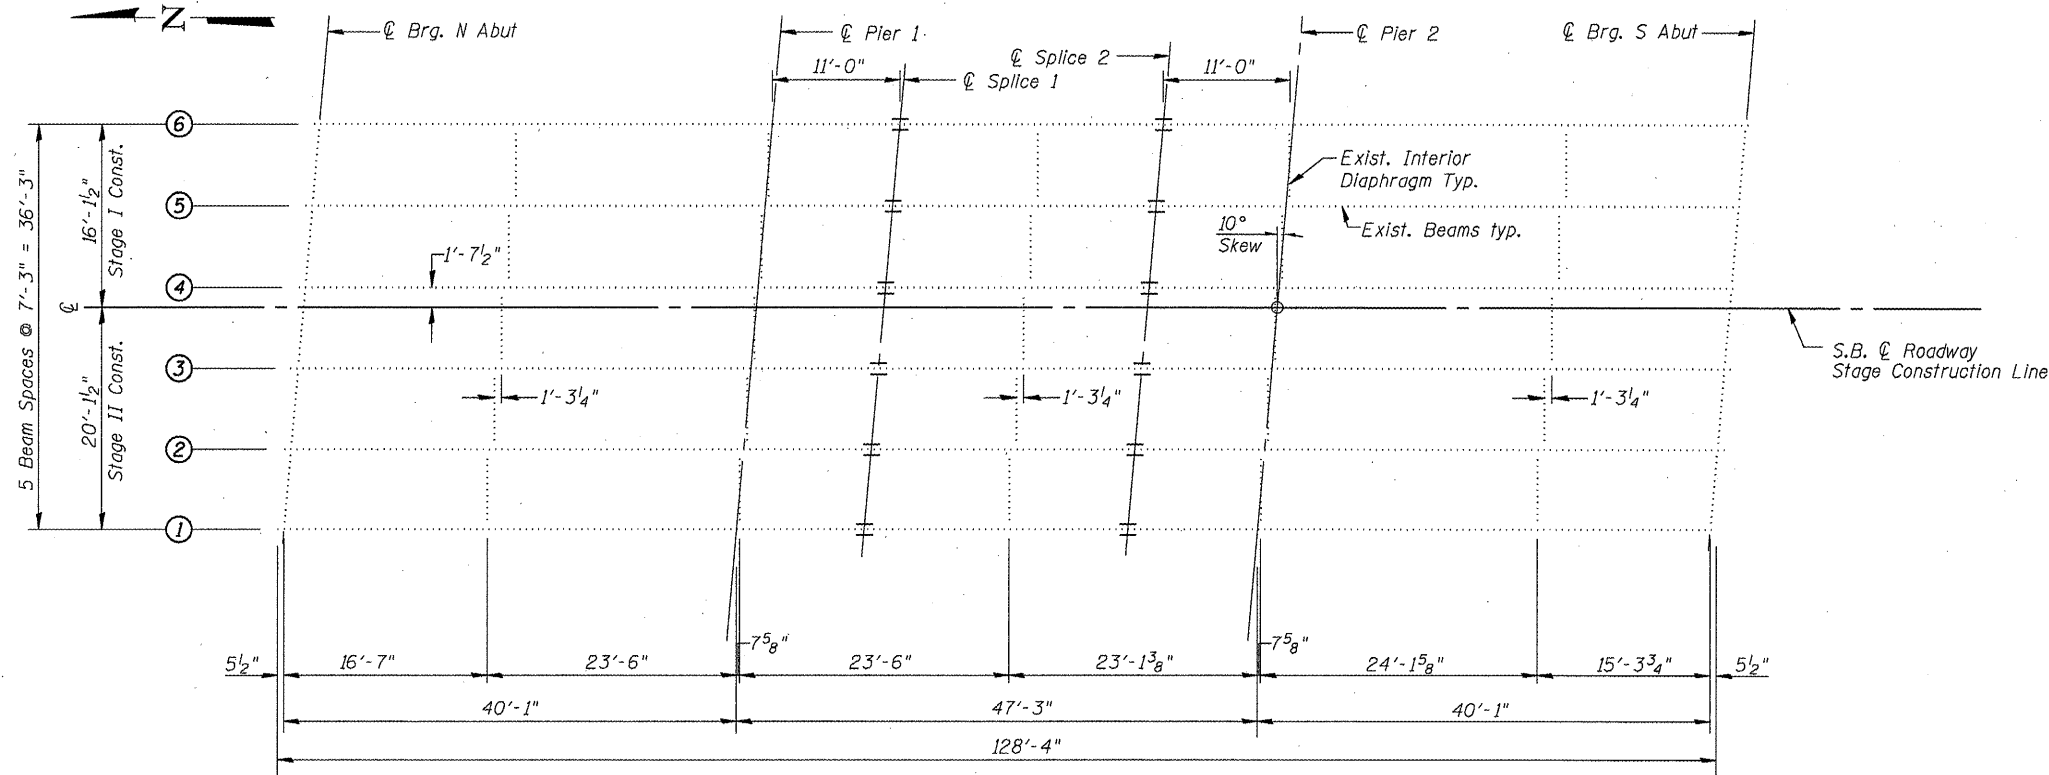 Z
℄ Brg. N Abut
℄ Pier 1
℄ Pier 2
℄ Brg. S Abut
℄ Splice 2
11'-0"
℄ Splice 1
11'-0"
6
5
4
3
2
1
5 Beam Spaces @ 7'-3" = 36'-3"
16'-1½"
Stage I Const.
20'-1½"
Stage II Const.
℄
1'-7½"
Exist. Interior
Diaphragm Typ.
10°
Skew
Exist. Beams typ.
S.B. ℄ Roadway
Stage Construction Line
1'-3¼"
1'-3¼"
1'-3¼"
7⅝"
7⅝"
5½"
16'-7"
23'-6"
23'-6"
23'-1⅜"
24'-1⅝"
15'-3¾"
5½"
40'-1"
47'-3"
40'-1"
128'-4"